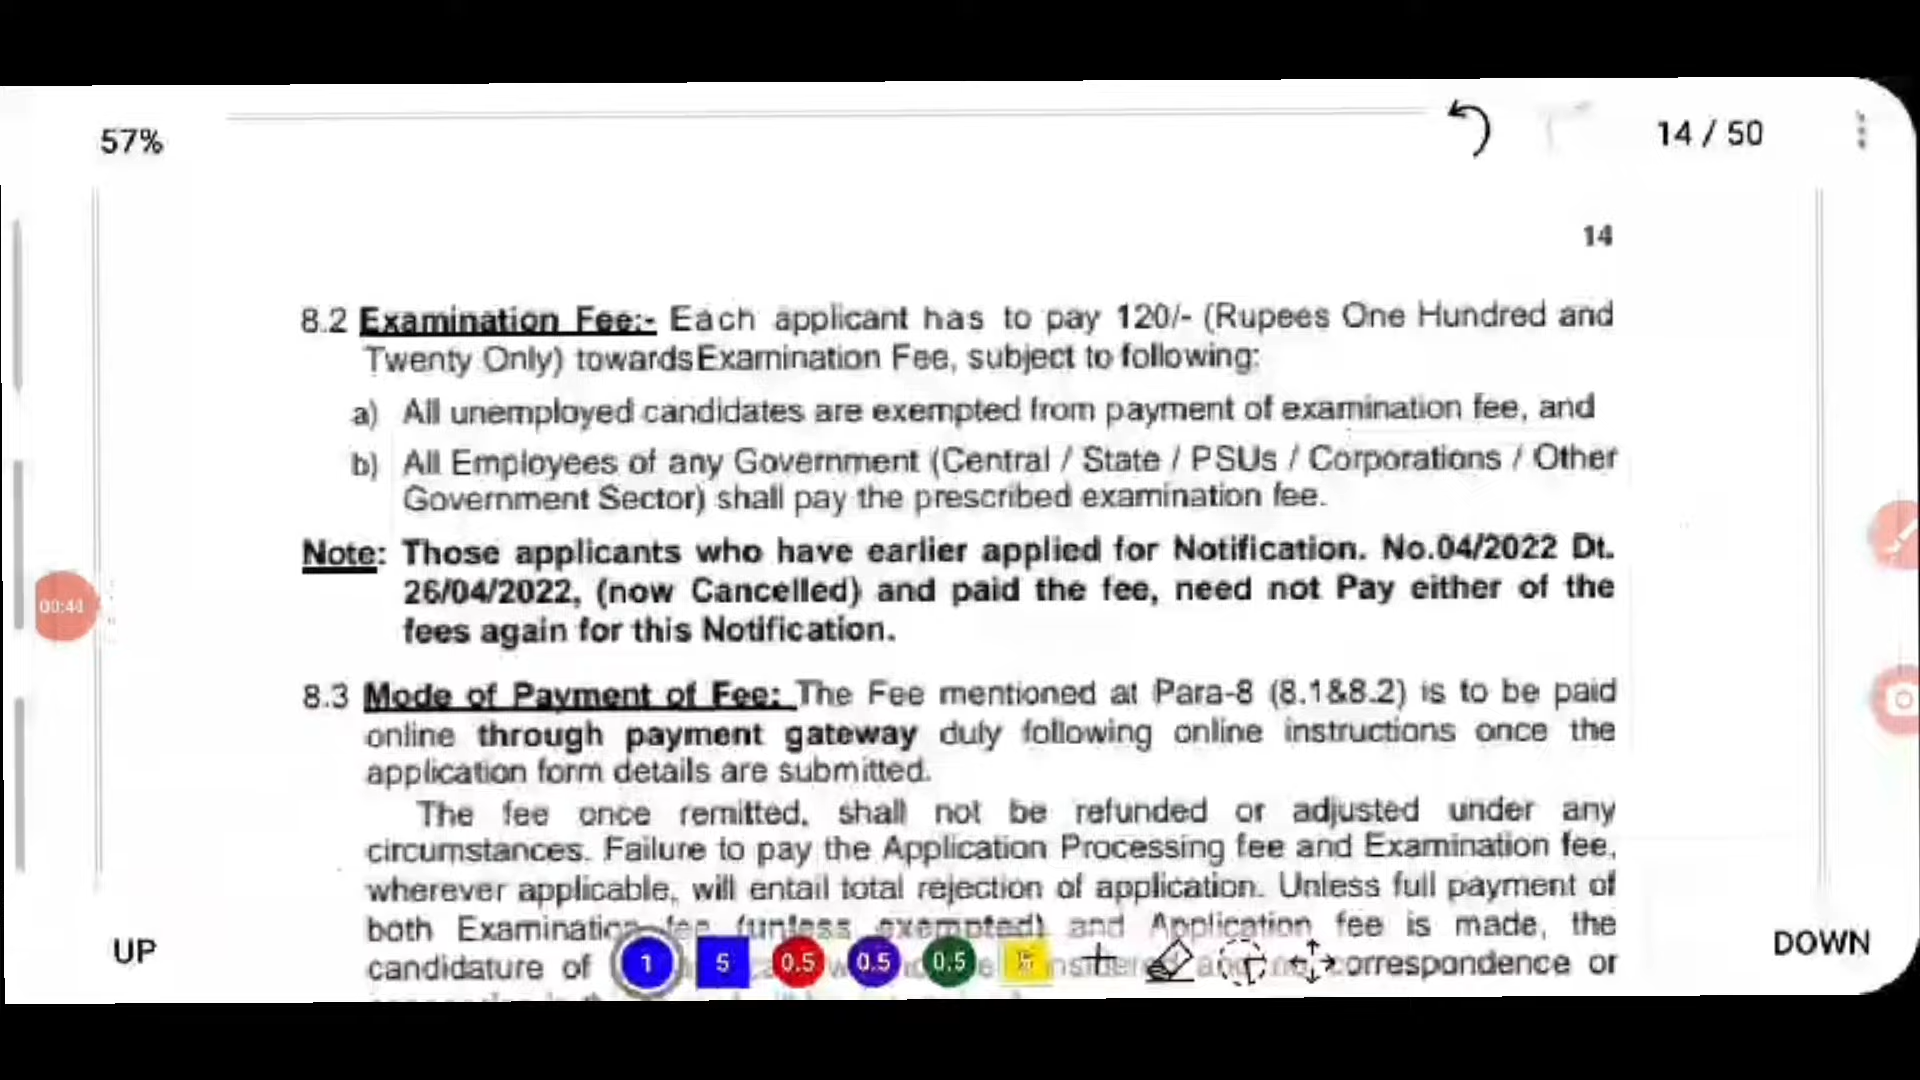 57%
14 / 50
14
8.2 Examination Fee:- Each applicant has to pay 120/- (Rupees One Hundred and
Twenty Only) towards Examination Fee, subject to following:
a) All unemployed candidates are exempted from payment of examination fee, and
b) All Employees of any Government (Central / State / PSUs / Corporations / Other
Government Sector) shall pay the prescribed examination fee.
Note: Those applicants who have earlier applied for Notification. No.04/2022 Dt.
26/04/2022, (now Cancelled) and paid the fee, need not Pay either of the
fees again for this Notification.
8.3 Mode of Payment of Fee: The Fee mentioned at Para-8 (8.1&8.2) is to be paid
online through payment gateway duly following online instructions once the
application form details are submitted.
The fee once remitted, shall not be refunded or adjusted under any
circumstances. Failure to pay the Application Processing fee and Examination fee,
wherever applicable, will entail total rejection of application. Unless full payment of
both Examination fee (unless exempted) and Application fee is made, the
candidature of correspondence or
UP
1 5 0.5 0.5 0.5
DOWN